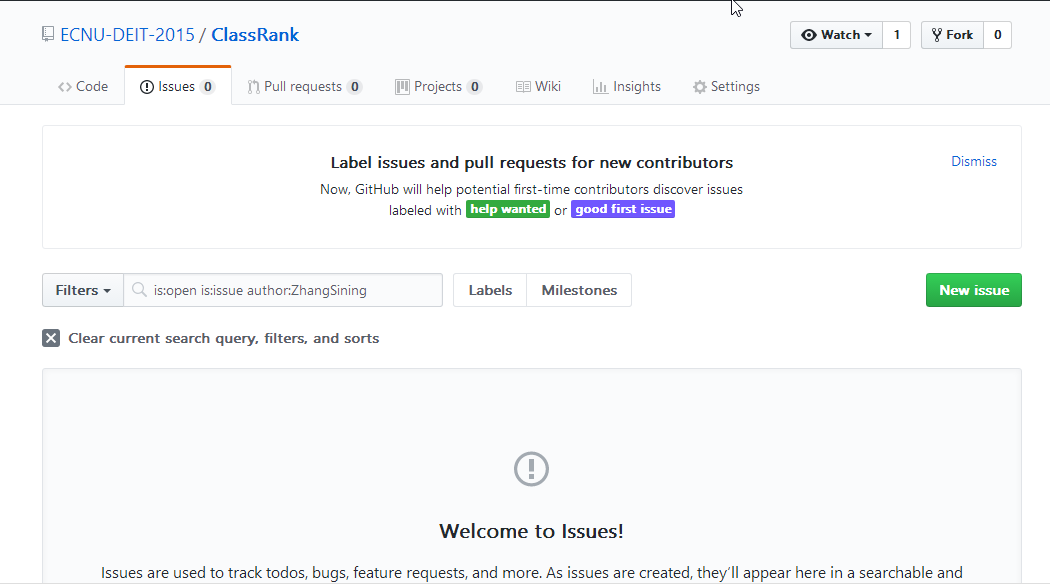 ECNU-DEIT-2015 / ClassRank
Watch 1 Fork 0
Code Issues 0 Pull requests 0 Projects 0 Wiki Insights Settings
Label issues and pull requests for new contributors
Dismiss
Now, GitHub will help potential first-time contributors discover issues
labeled with help wanted or good first issue
Filters is:open is:issue author:ZhangSining Labels Milestones New issue
Clear current search query, filters, and sorts
Welcome to Issues!
Issues are used to track todos, bugs, feature requests, and more. As issues are created, they’ll appear here in a searchable and